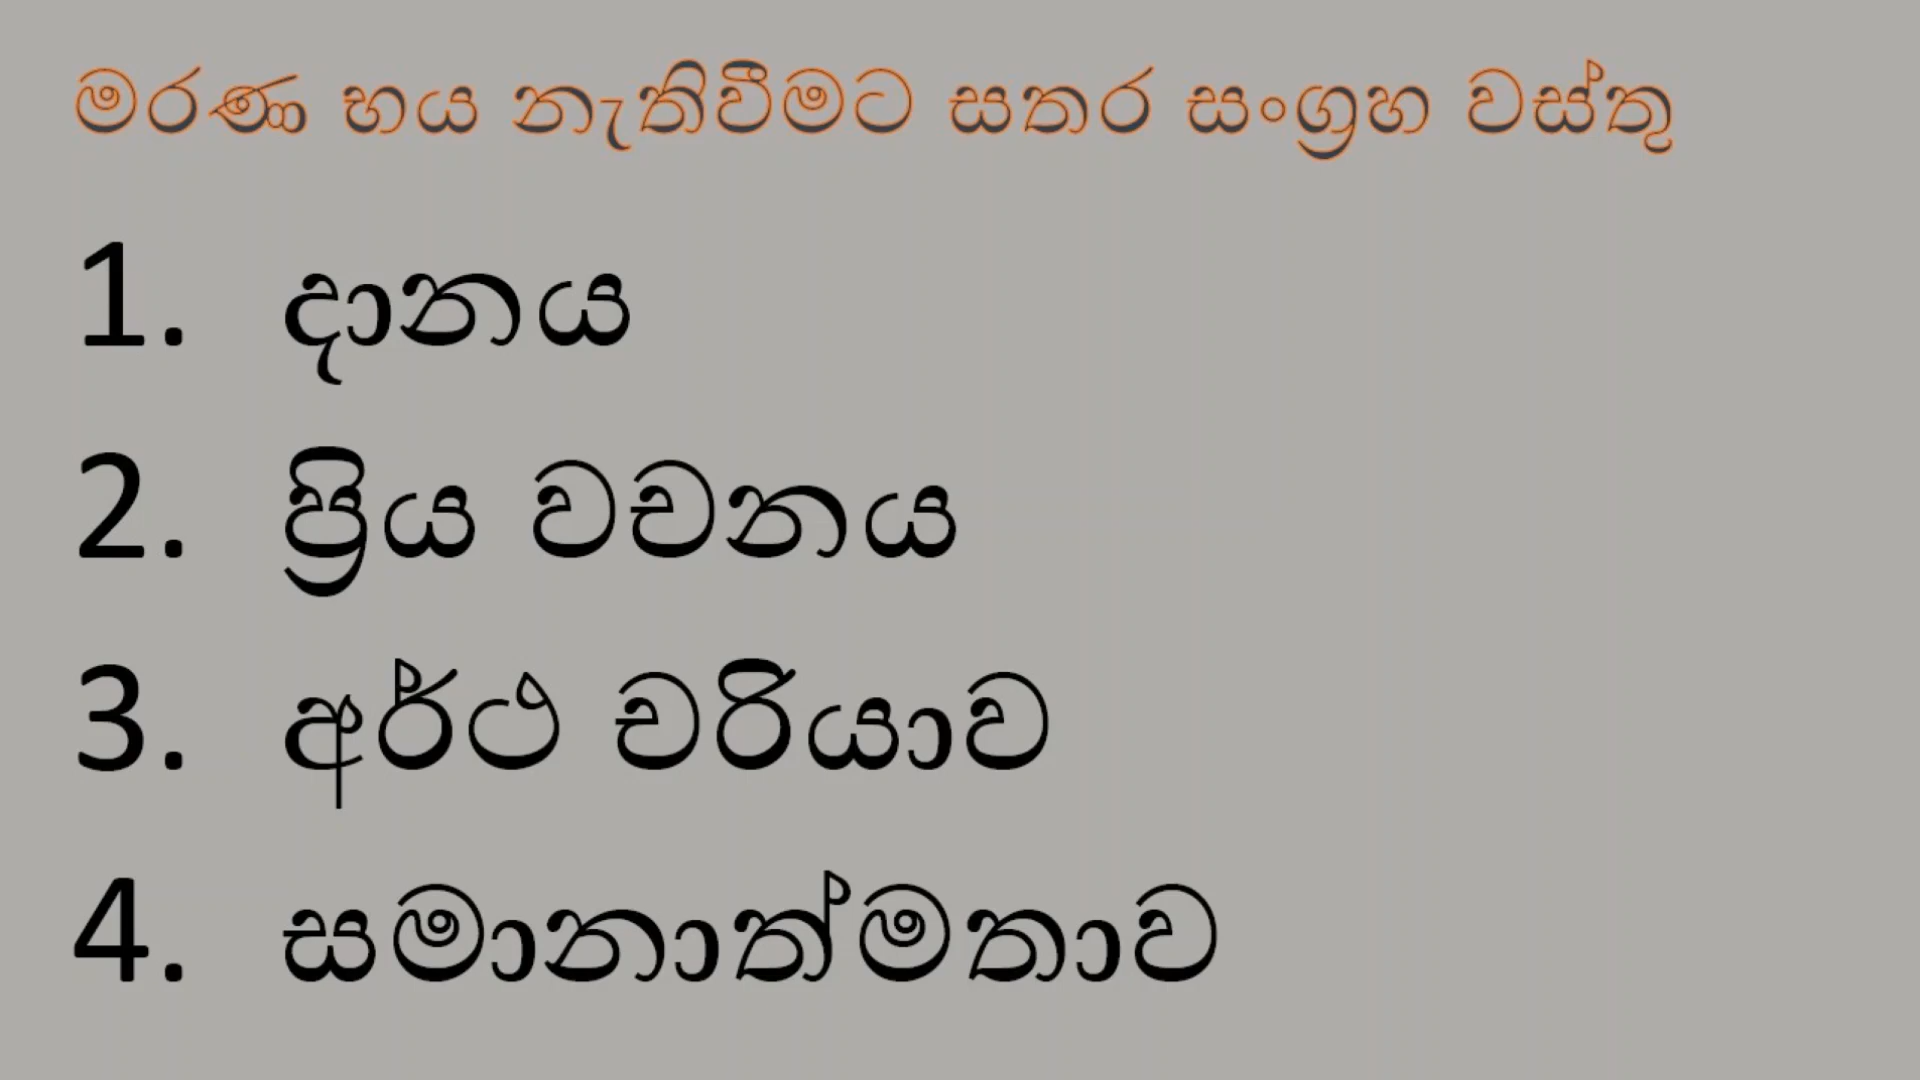 මරණ භය නැතිවීමට සතර සංග්‍රහ වස්තු
1. දානය
2. ප්‍රිය වචනය
3. අර්ථ චරියාව
4. සමානාත්මතාව